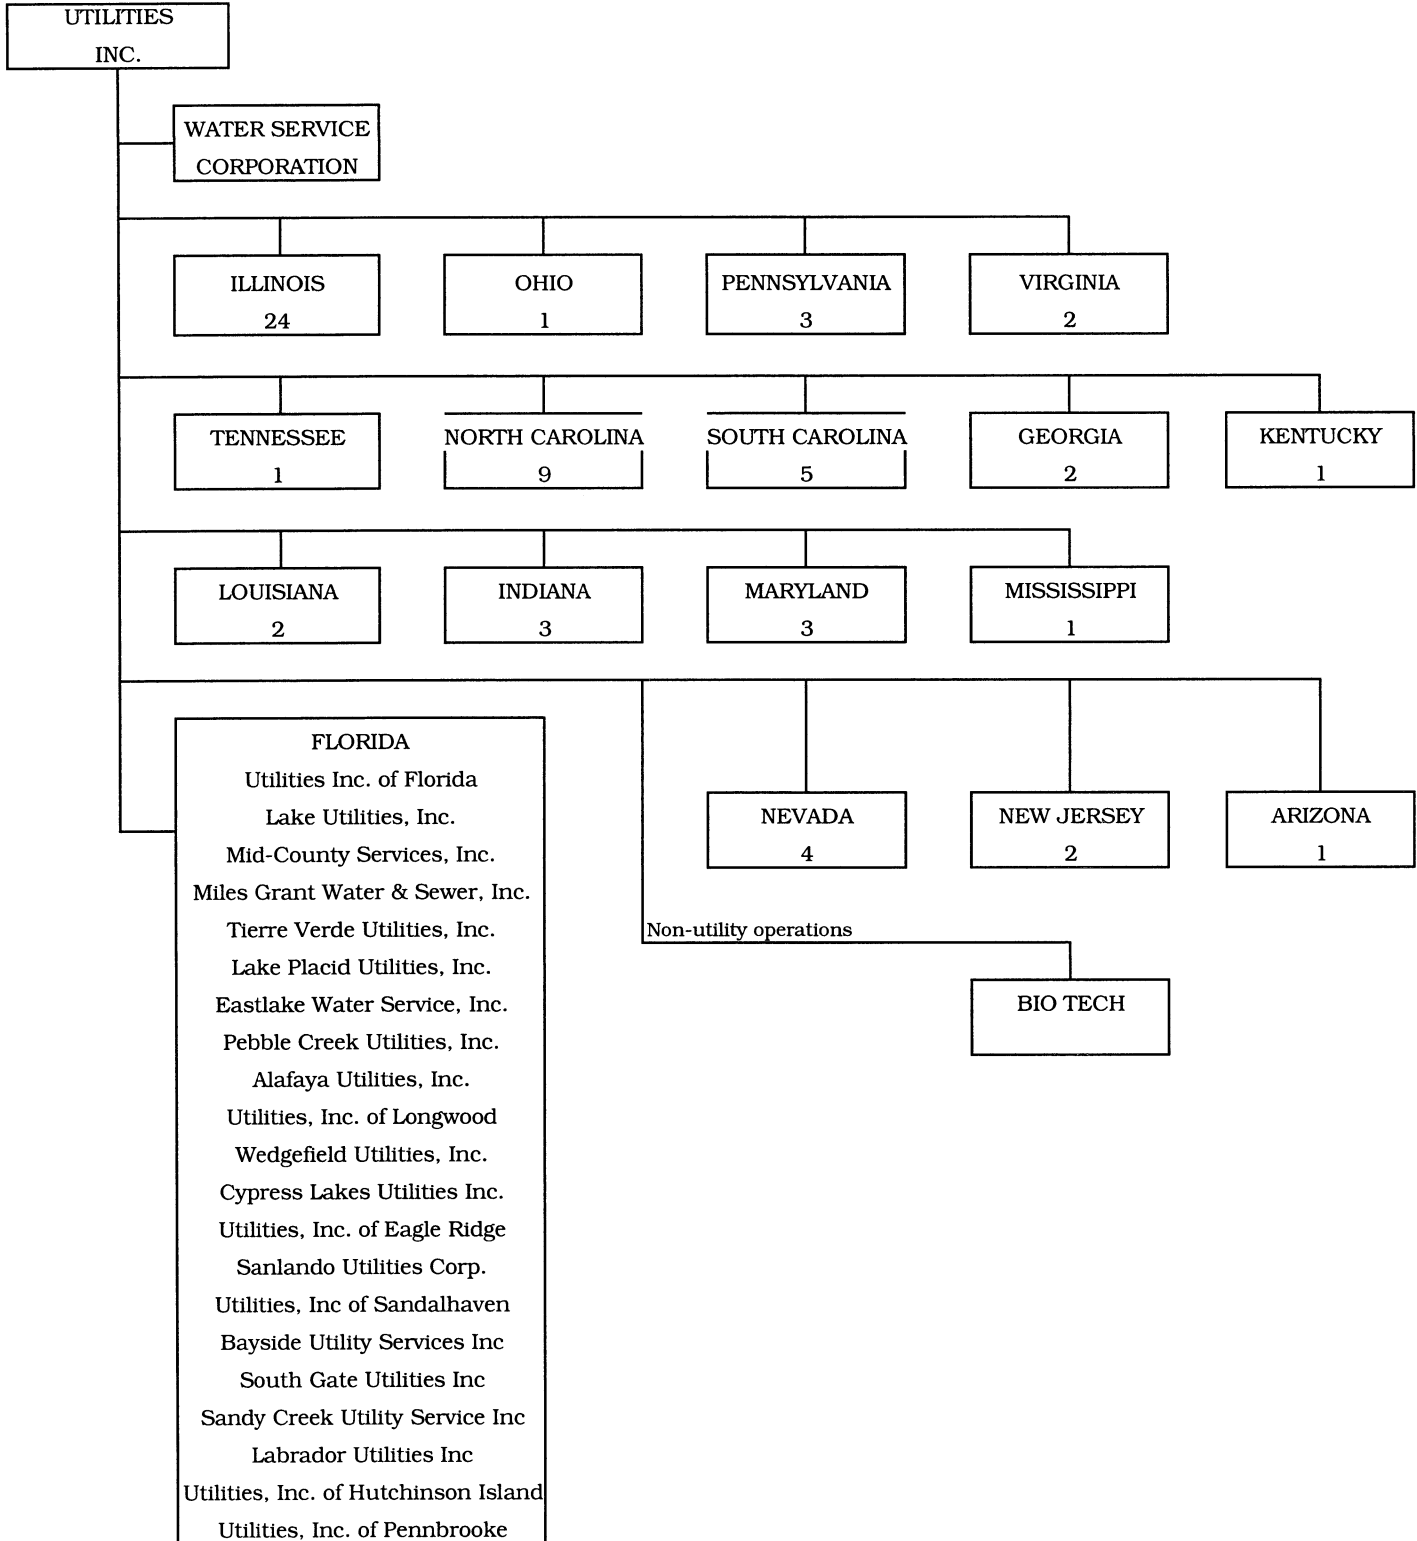 UTILITIES
INC.
WATER SERVICE
CORPORATION
ILLINOIS
24
OHIO
1
PENNSYLVANIA
3
VIRGINIA
2
TENNESSEE
1
NORTH CAROLINA
9
SOUTH CAROLINA
5
GEORGIA
2
KENTUCKY
1
LOUISIANA
2
INDIANA
3
MARYLAND
3
MISSISSIPPI
1
FLORIDA
Utilities Inc. of Florida
Lake Utilities, Inc.
Mid-County Services, Inc.
Miles Grant Water & Sewer, Inc.
Tierre Verde Utilities, Inc.
Lake Placid Utilities, Inc.
Eastlake Water Service, Inc.
Pebble Creek Utilities, Inc.
Alafaya Utilities, Inc.
Utilities, Inc. of Longwood
Wedgefield Utilities, Inc.
Cypress Lakes Utilities Inc.
Utilities, Inc. of Eagle Ridge
Sanlando Utilities Corp.
Utilities, Inc of Sandalhaven
Bayside Utility Services Inc
South Gate Utilities Inc
Sandy Creek Utility Service Inc
Labrador Utilities Inc
Utilities, Inc. of Hutchinson Island
Utilities, Inc. of Pennbrooke
NEVADA
4
NEW JERSEY
2
ARIZONA
1
Non-utility operations
BIO TECH